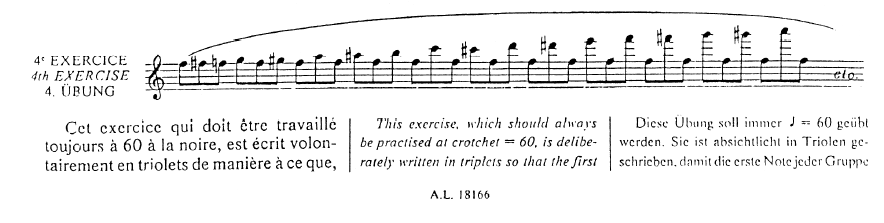 4ᵉ EXERCICE
4th EXERCISE
4. ÜBUNG
etc.
Cet exercice qui doit être travaillé
toujours à 60 à la noire, est écrit volon-
tairement en triolets de manière à ce que,
This exercise, which should always
be practised at crotchet = 60, is delibe-
rately written in triplets so that the first
Diese Übung soll immer ♩ = 60 geübt
werden. Sie ist absichtlich in Triolen ge-
schrieben, damit die erste Note jeder Gruppe
A.L. 18166